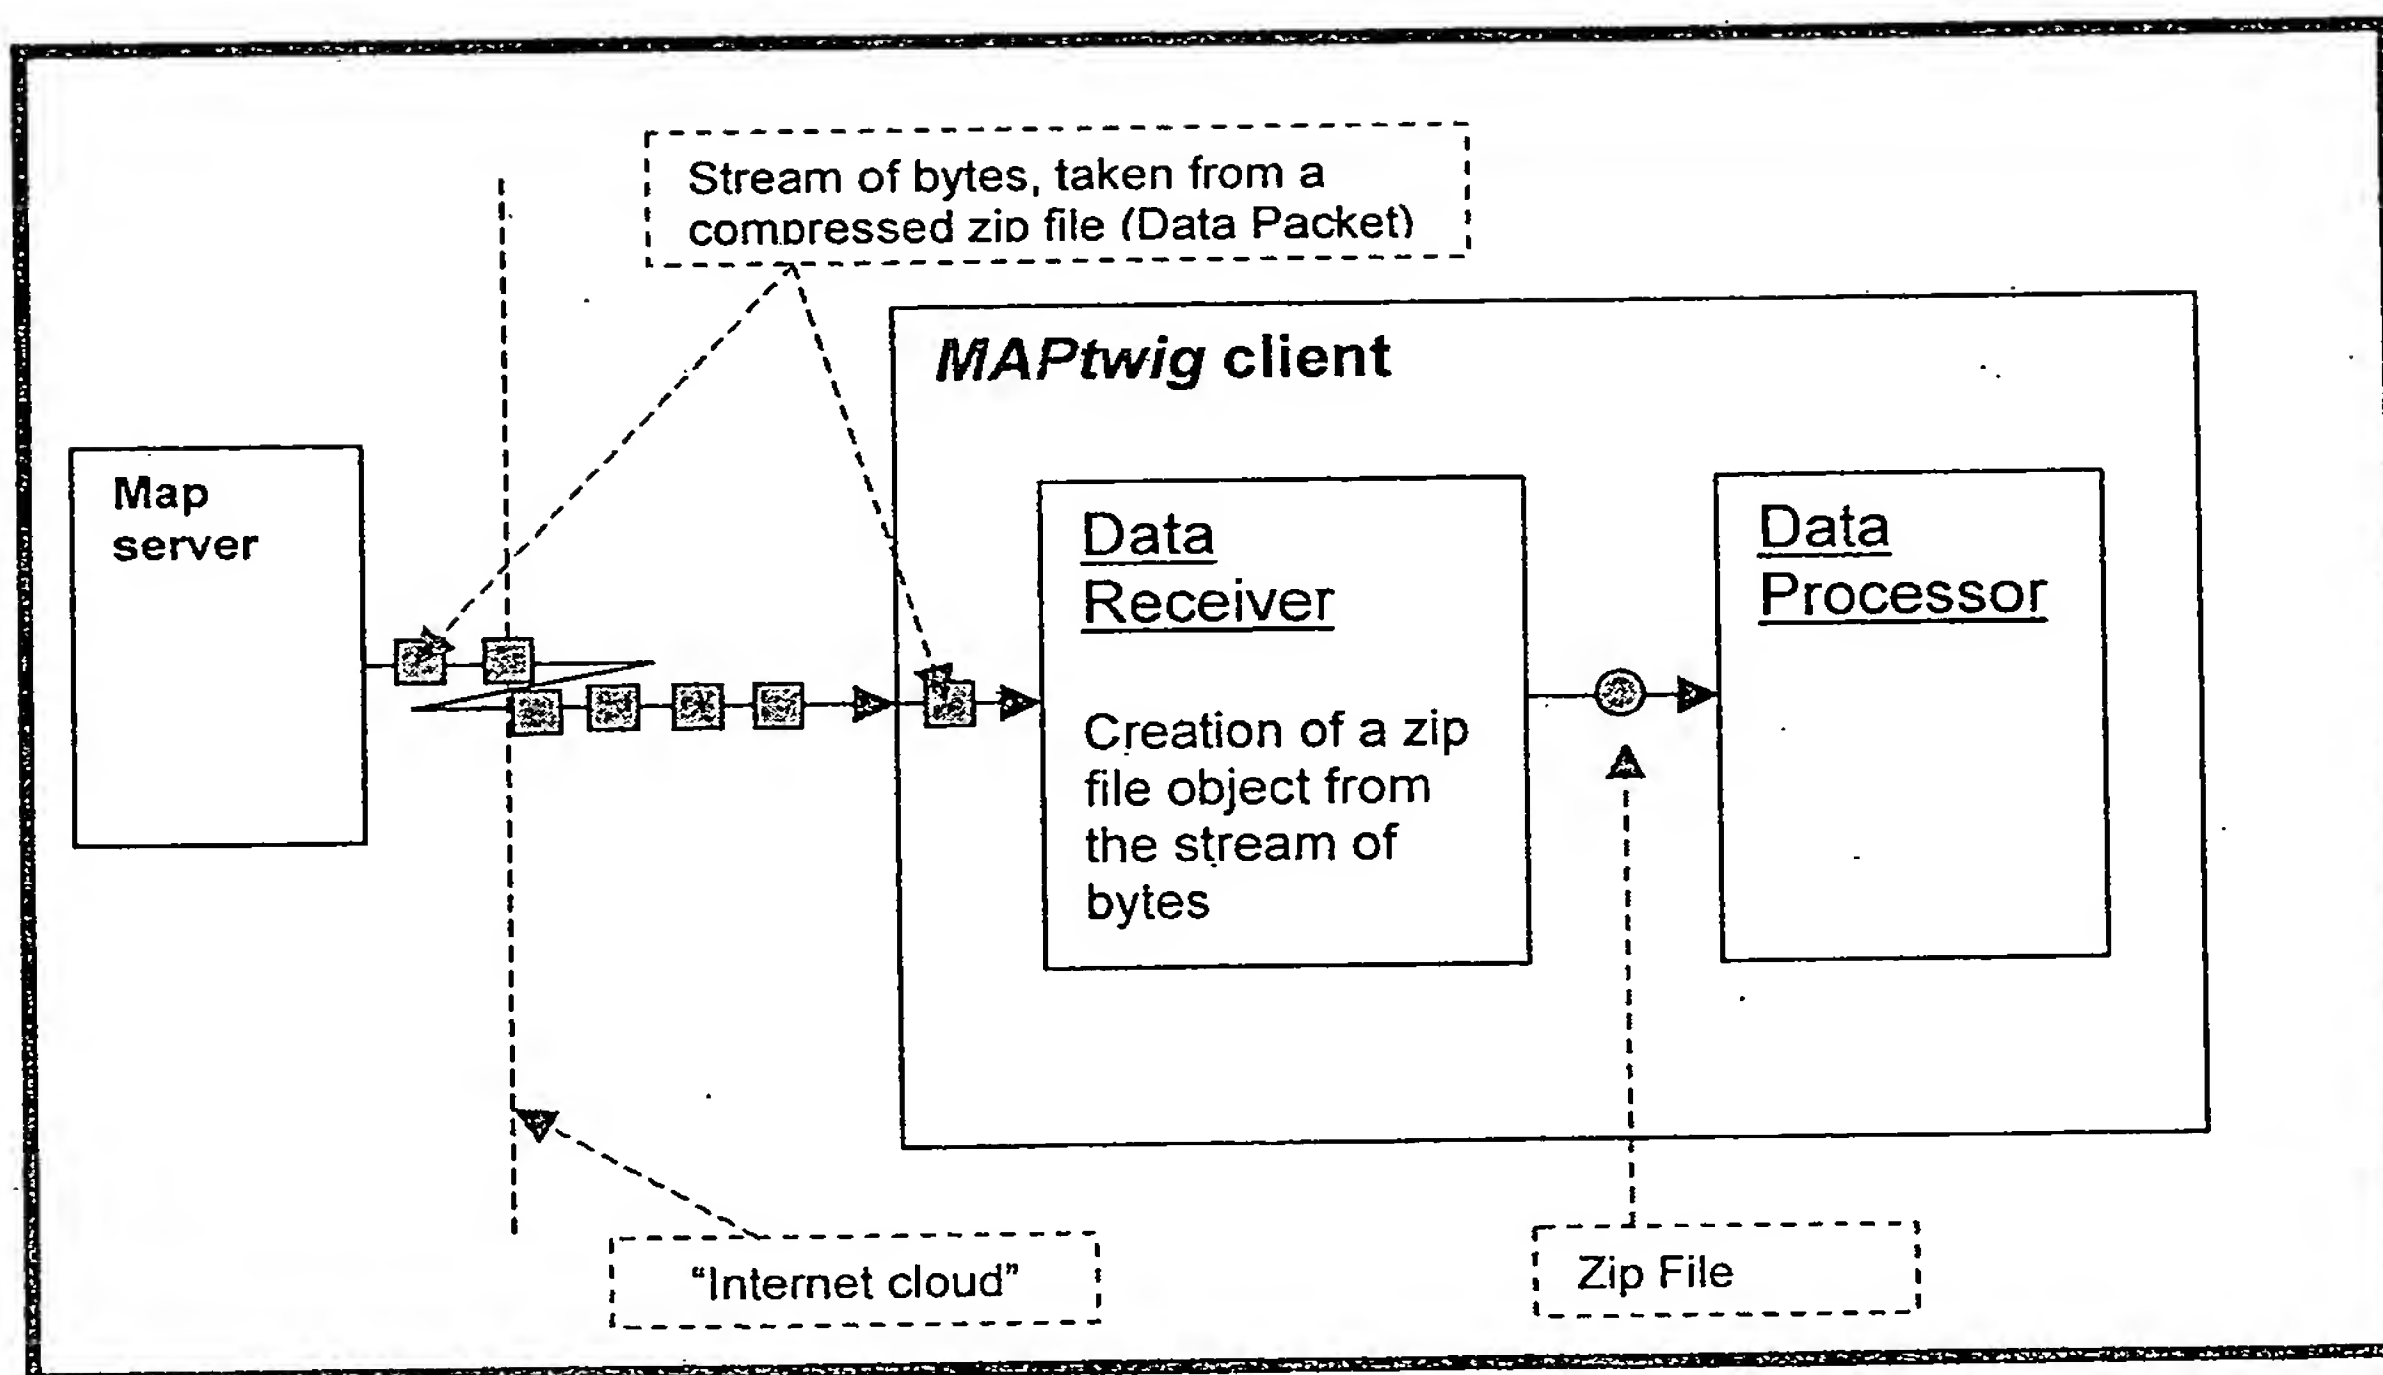 Stream of bytes, taken from a
compressed zip file (Data Packet)
MAPtwig client
Map
server
Data
Receiver
Creation of a zip
file object from
the stream of
bytes
Data
Processor
“Internet cloud”
Zip File